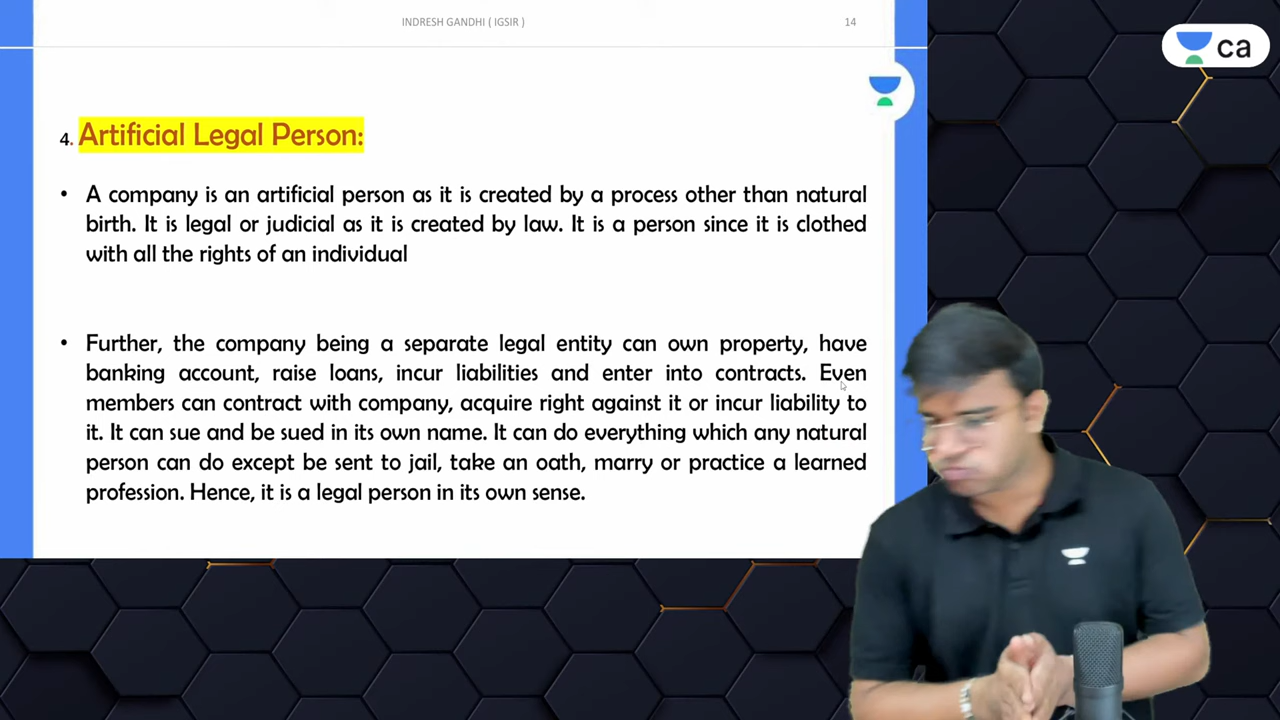 INDRESH GANDHI ( IGSIR )
14
ca
4. Artificial Legal Person:
• A company is an artificial person as it is created by a process other than natural
birth. It is legal or judicial as it is created by law. It is a person since it is clothed
with all the rights of an individual
• Further, the company being a separate legal entity can own property, have
banking account, raise loans, incur liabilities and enter into contracts. Even
members can contract with company, acquire right against it or incur liability to
it. It can sue and be sued in its own name. It can do everything which any natural
person can do except be sent to jail, take an oath, marry or practice a learned
profession. Hence, it is a legal person in its own sense.